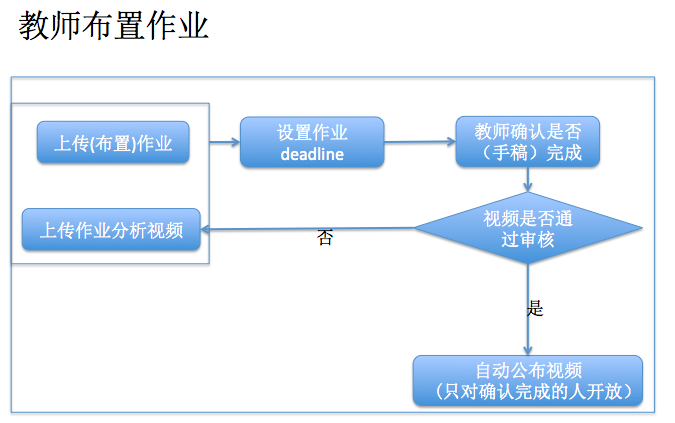 教师布置作业
上传(布置)作业
设置作业
deadline
教师确认是否
（手稿）完成
上传作业分析视频
否
视频是否通
过审核
是
自动公布视频
（只对确认完成的人开放）